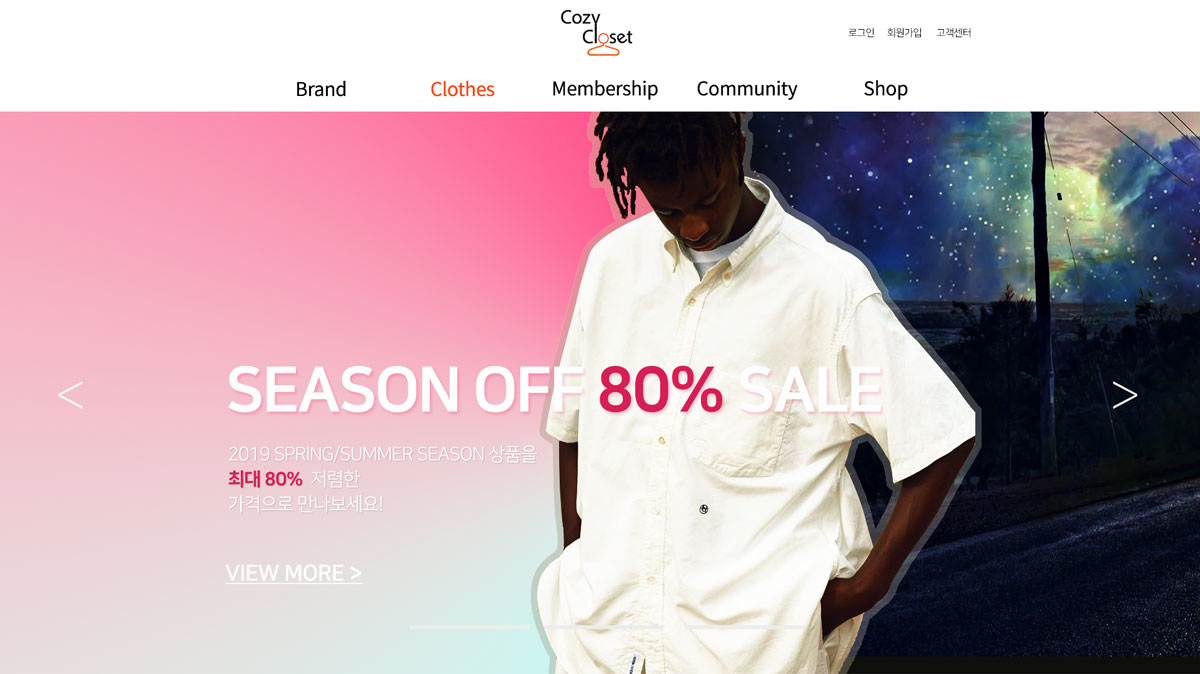 Cozy
Closet
로그인 회원가입 고객센터
Brand Clothes Membership Community Shop
SEASON OFF 80% SALE
< >
2019 SPRING/SUMMER SEASON 상품을
최대 80% 저렴한
가격으로 만나보세요!
VIEW MORE >